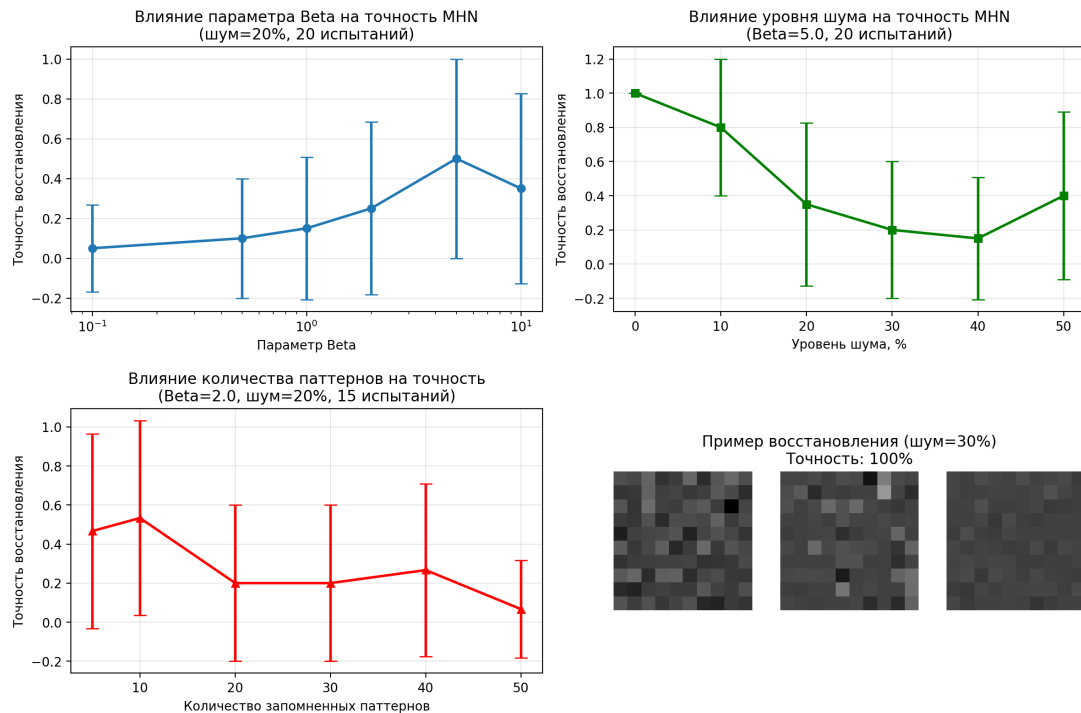 Влияние параметра Beta на точность MHN
(шум=20%, 20 испытаний)
Точность восстановления
1.0
0.8
0.6
0.4
0.2
0.0
−0.2
10⁻¹
10⁰
10¹
Параметр Beta
Влияние уровня шума на точность MHN
(Beta=5.0, 20 испытаний)
Точность восстановления
1.2
1.0
0.8
0.6
0.4
0.2
0.0
−0.2
0
10
20
30
40
50
Уровень шума, %
Влияние количества паттернов на точность
(Beta=2.0, шум=20%, 15 испытаний)
Точность восстановления
1.0
0.8
0.6
0.4
0.2
0.0
−0.2
10
20
30
40
50
Количество запомненных паттернов
Пример восстановления (шум=30%)
Точность: 100%